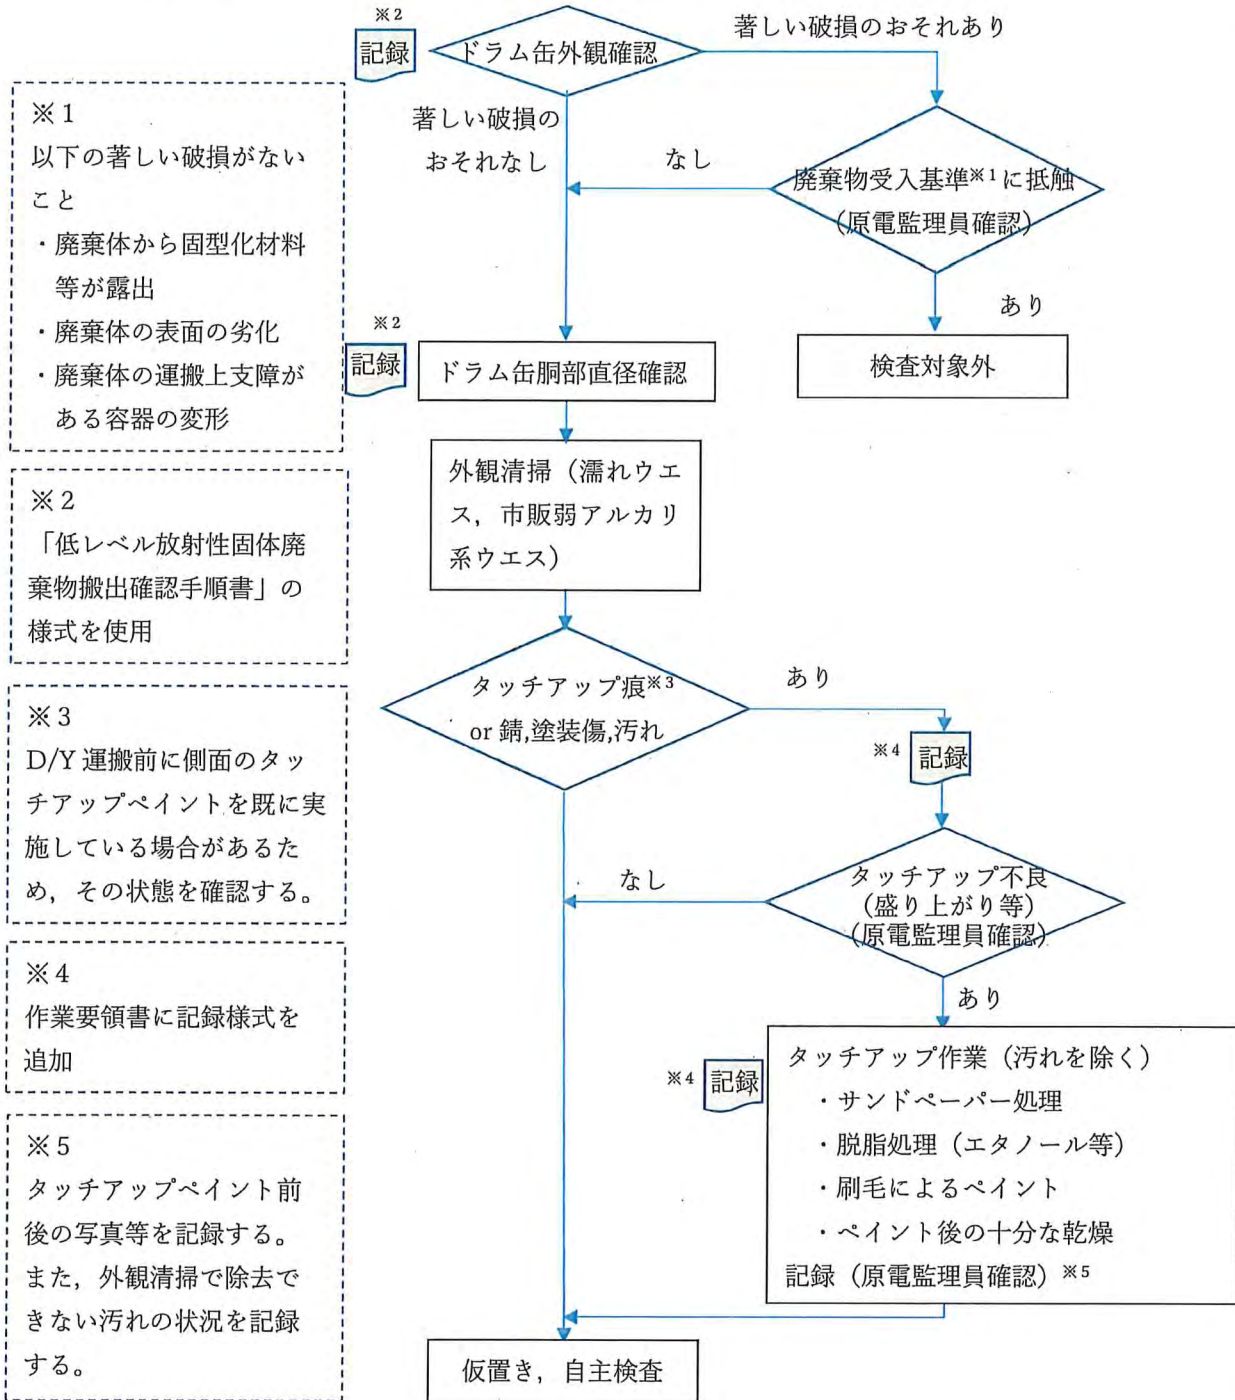 ※2
記録
ドラム缶外観確認
著しい破損のおそれあり
著しい破損の
おそれなし
なし
廃棄物受入基準※1に抵触
(原電監理員確認)
あり
検査対象外
※2
記録
ドラム缶胴部直径確認
外観清掃（濡れウエ
ス，市販弱アルカリ
系ウエス）
タッチアップ痕※3
or 錆,塗装傷,汚れ
あり
※4
記録
なし
タッチアップ不良
(盛り上がり等)
(原電監理員確認)
あり
※4
記録
タッチアップ作業（汚れを除く）
・サンドペーパー処理
・脱脂処理（エタノール等）
・刷毛によるペイント
・ペイント後の十分な乾燥
記録（原電監理員確認）※5
仮置き，自主検査
※1
以下の著しい破損がない
こと
・廃棄体から固型化材料
等が露出
・廃棄体の表面の劣化
・廃棄体の運搬上支障が
ある容器の変形
※2
「低レベル放射性固体廃
棄物搬出確認手順書」の
様式を使用
※3
D/Y 運搬前に側面のタッ
チアップペイントを既に実
施している場合があるた
め，その状態を確認する。
※4
作業要領書に記録様式を
追加
※5
タッチアップペイント前
後の写真等を記録する。
また，外観清掃で除去で
きない汚れの状況を記録
する。